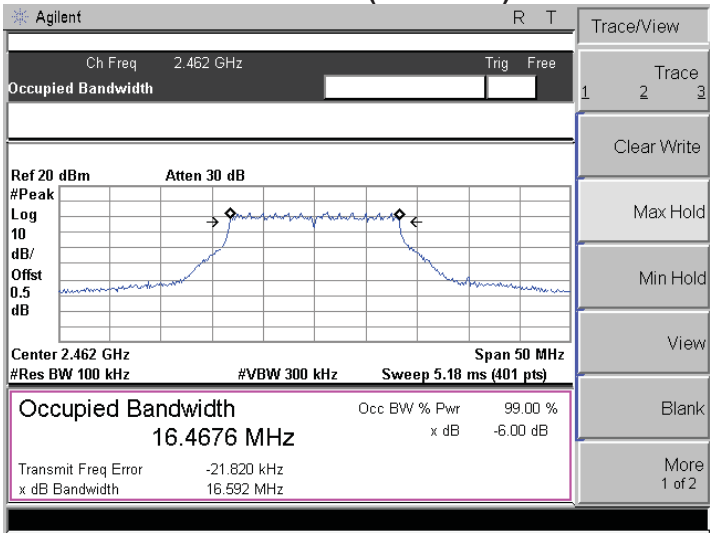 Agilent R T
Trace/View
Ch Freq 2.462 GHz Trig Free
Occupied Bandwidth
Trace
1 2 3
Clear Write
Max Hold
Min Hold
View
Blank
More
1 of 2
Ref 20 dBm Atten 30 dB
#Peak
Log
10
dB/
Offst
0.5
dB
Center 2.462 GHz Span 50 MHz
#Res BW 100 kHz #VBW 300 kHz Sweep 5.18 ms (401 pts)
Occupied Bandwidth Occ BW % Pwr 99.00 %
16.4676 MHz x dB -6.00 dB
Transmit Freq Error -21.820 kHz
x dB Bandwidth 16.592 MHz